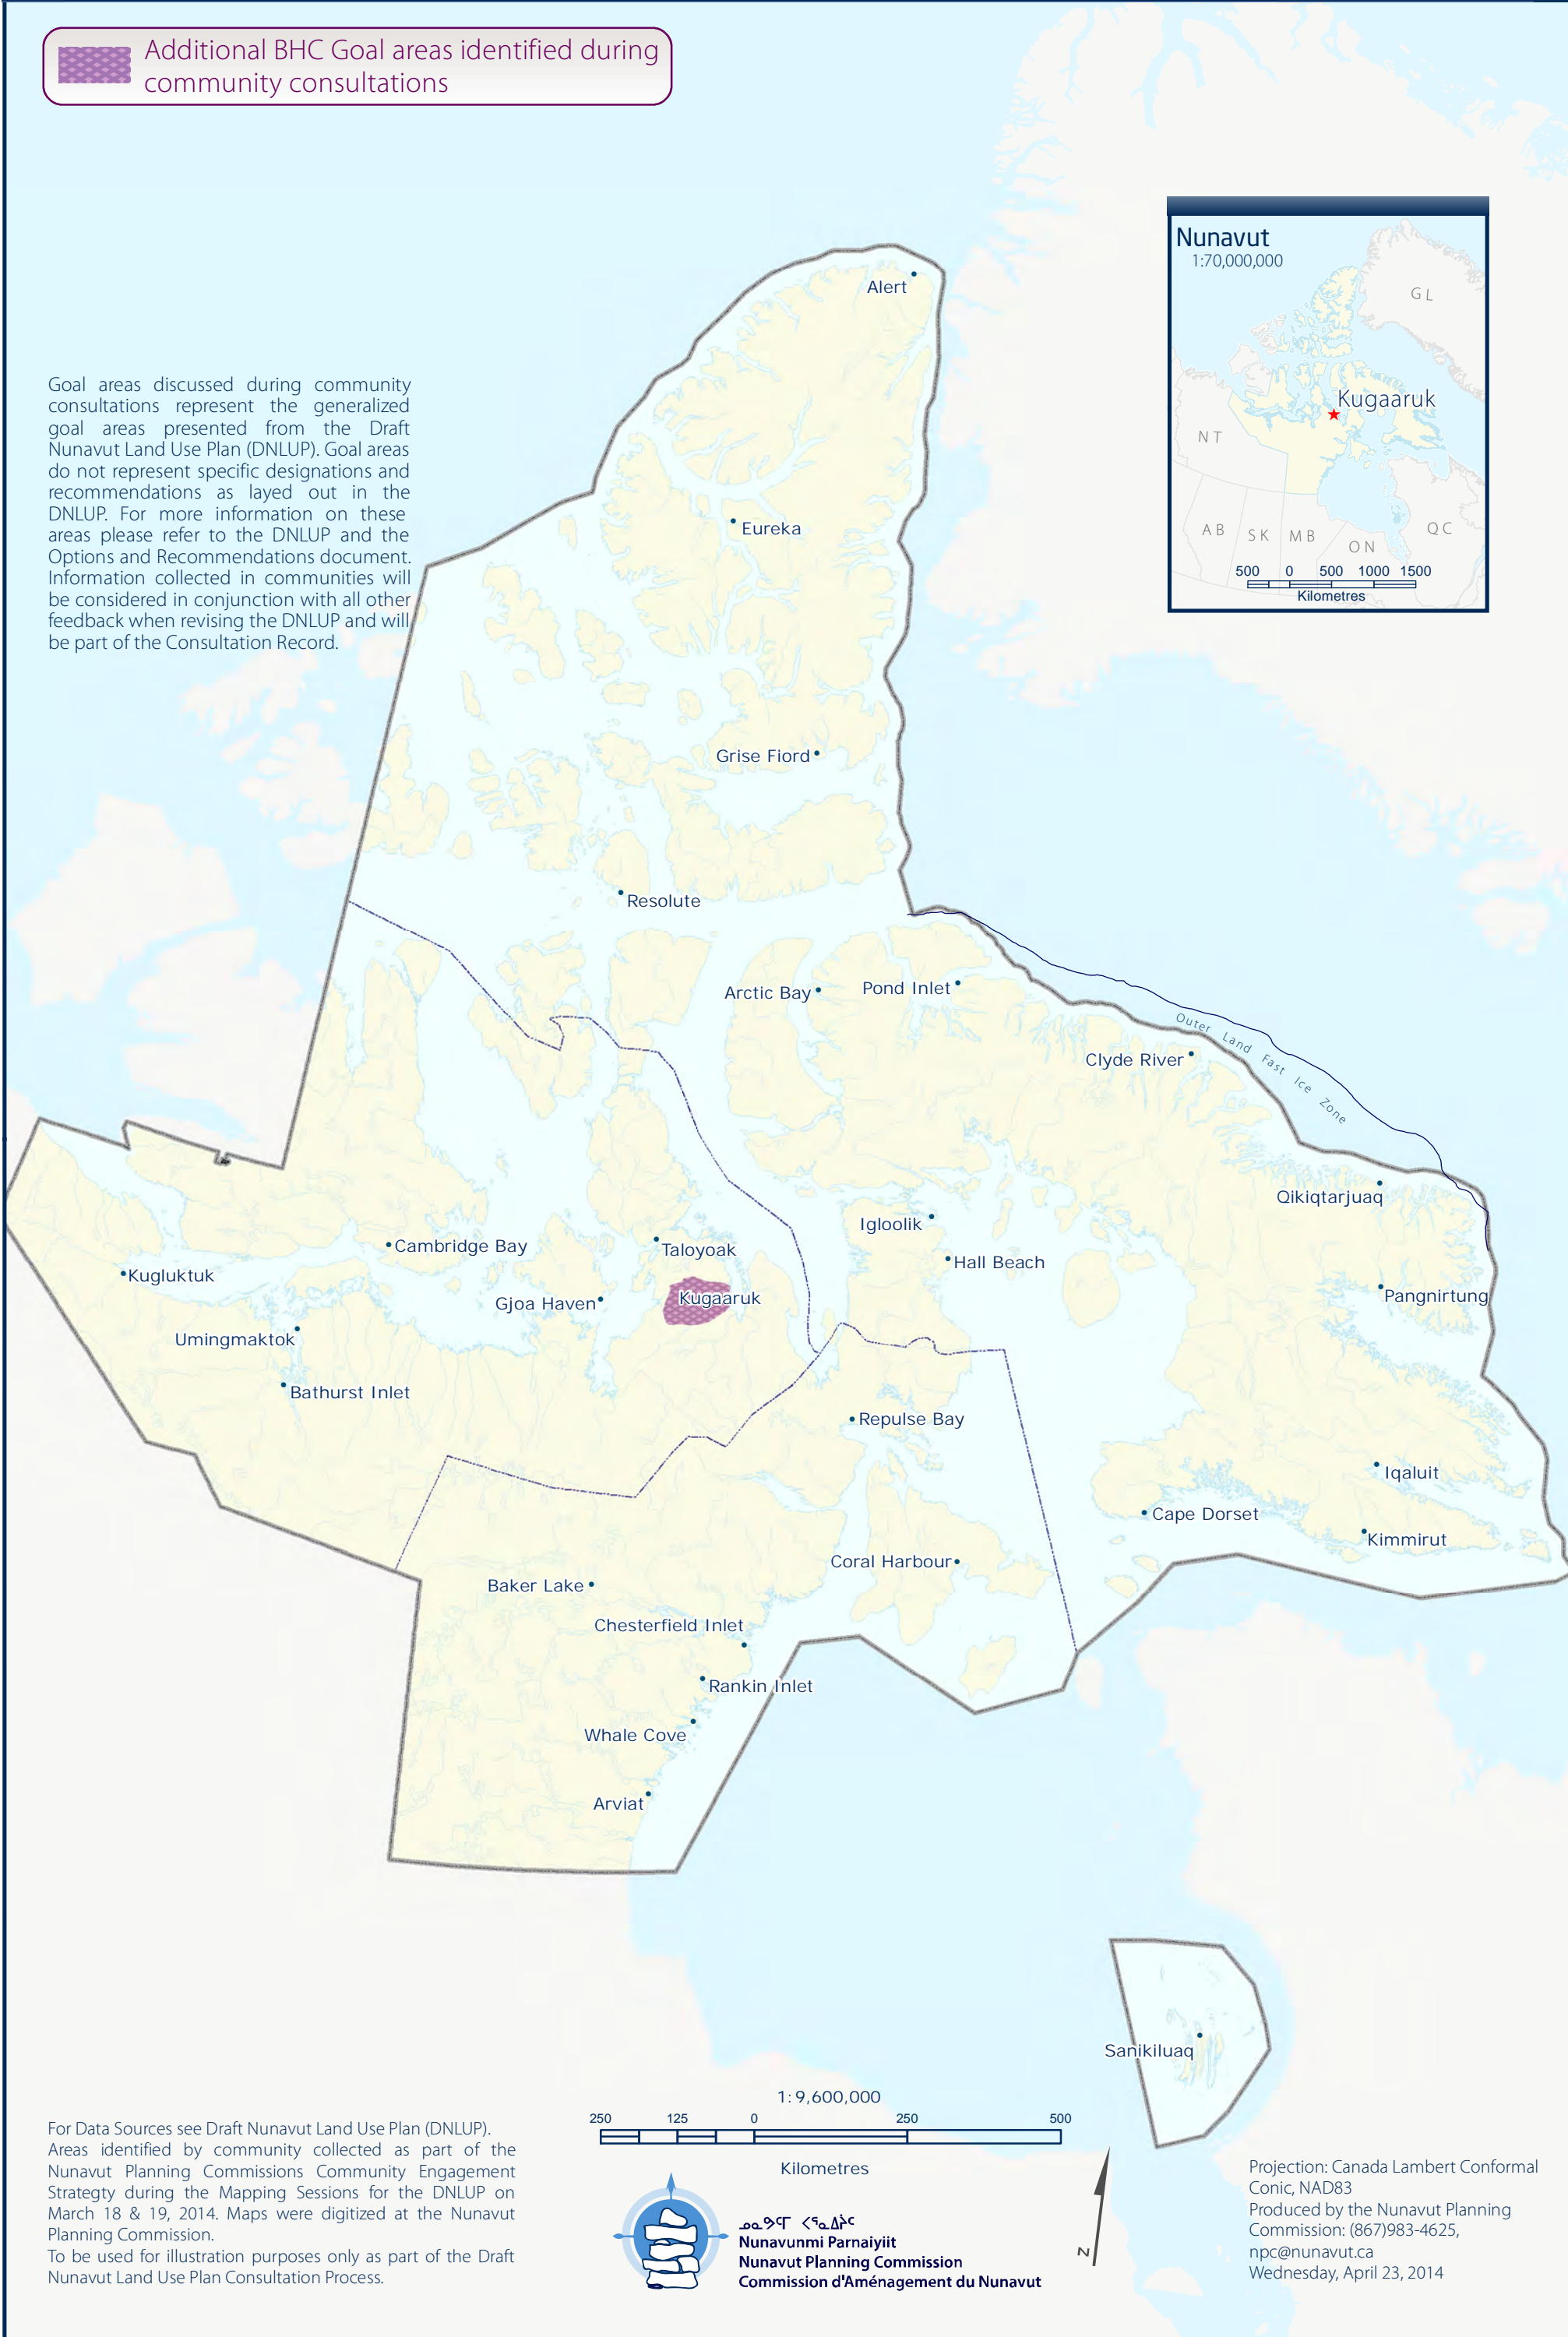 Additional BHC Goal areas identified during
community consultations
Nunavut
1:70,000,000
GL
Kugaaruk
NT
AB
SK
MB
ON
QC
500 0 500 1000 1500
Kilometres
Goal areas discussed during community
consultations represent the generalized
goal areas presented from the Draft
Nunavut Land Use Plan (DNLUP). Goal areas
do not represent specific designations and
recommendations as layed out in the
DNLUP. For more information on these
areas please refer to the DNLUP and the
Options and Recommendations document.
Information collected in communities will
be considered in conjunction with all other
feedback when revising the DNLUP and will
be part of the Consultation Record.
Alert
Eureka
Grise Fiord
Resolute
Arctic Bay
Pond Inlet
Outer Land Fast Ice Zone
Clyde River
Qikiqtarjuaq
Igloolik
Cambridge Bay
Taloyoak
Hall Beach
Kugluktuk
Pangnirtung
Gjoa Haven
Kugaaruk
Umingmaktok
Bathurst Inlet
Repulse Bay
Iqaluit
Cape Dorset
Kimmirut
Coral Harbour
Baker Lake
Chesterfield Inlet
Rankin Inlet
Whale Cove
Arviat
Sanikiluaq
1:9,600,000
250 125 0 250 500
Kilometres
For Data Sources see Draft Nunavut Land Use Plan (DNLUP).
Areas identified by community collected as part of the
Nunavut Planning Commissions Community Engagement
Strategty during the Mapping Sessions for the DNLUP on
March 18 & 19, 2014. Maps were digitized at the Nunavut
Planning Commission.
To be used for illustration purposes only as part of the Draft
Nunavut Land Use Plan Consultation Process.
ᓄᓇᕗᒻᒥ ᐸᕐᓇᐃᔩᑦ
Nunavunmi Parnaiyiit
Nunavut Planning Commission
Commission d'Aménagement du Nunavut
N
Projection: Canada Lambert Conformal
Conic, NAD83
Produced by the Nunavut Planning
Commission: (867)983-4625,
npc@nunavut.ca
Wednesday, April 23, 2014